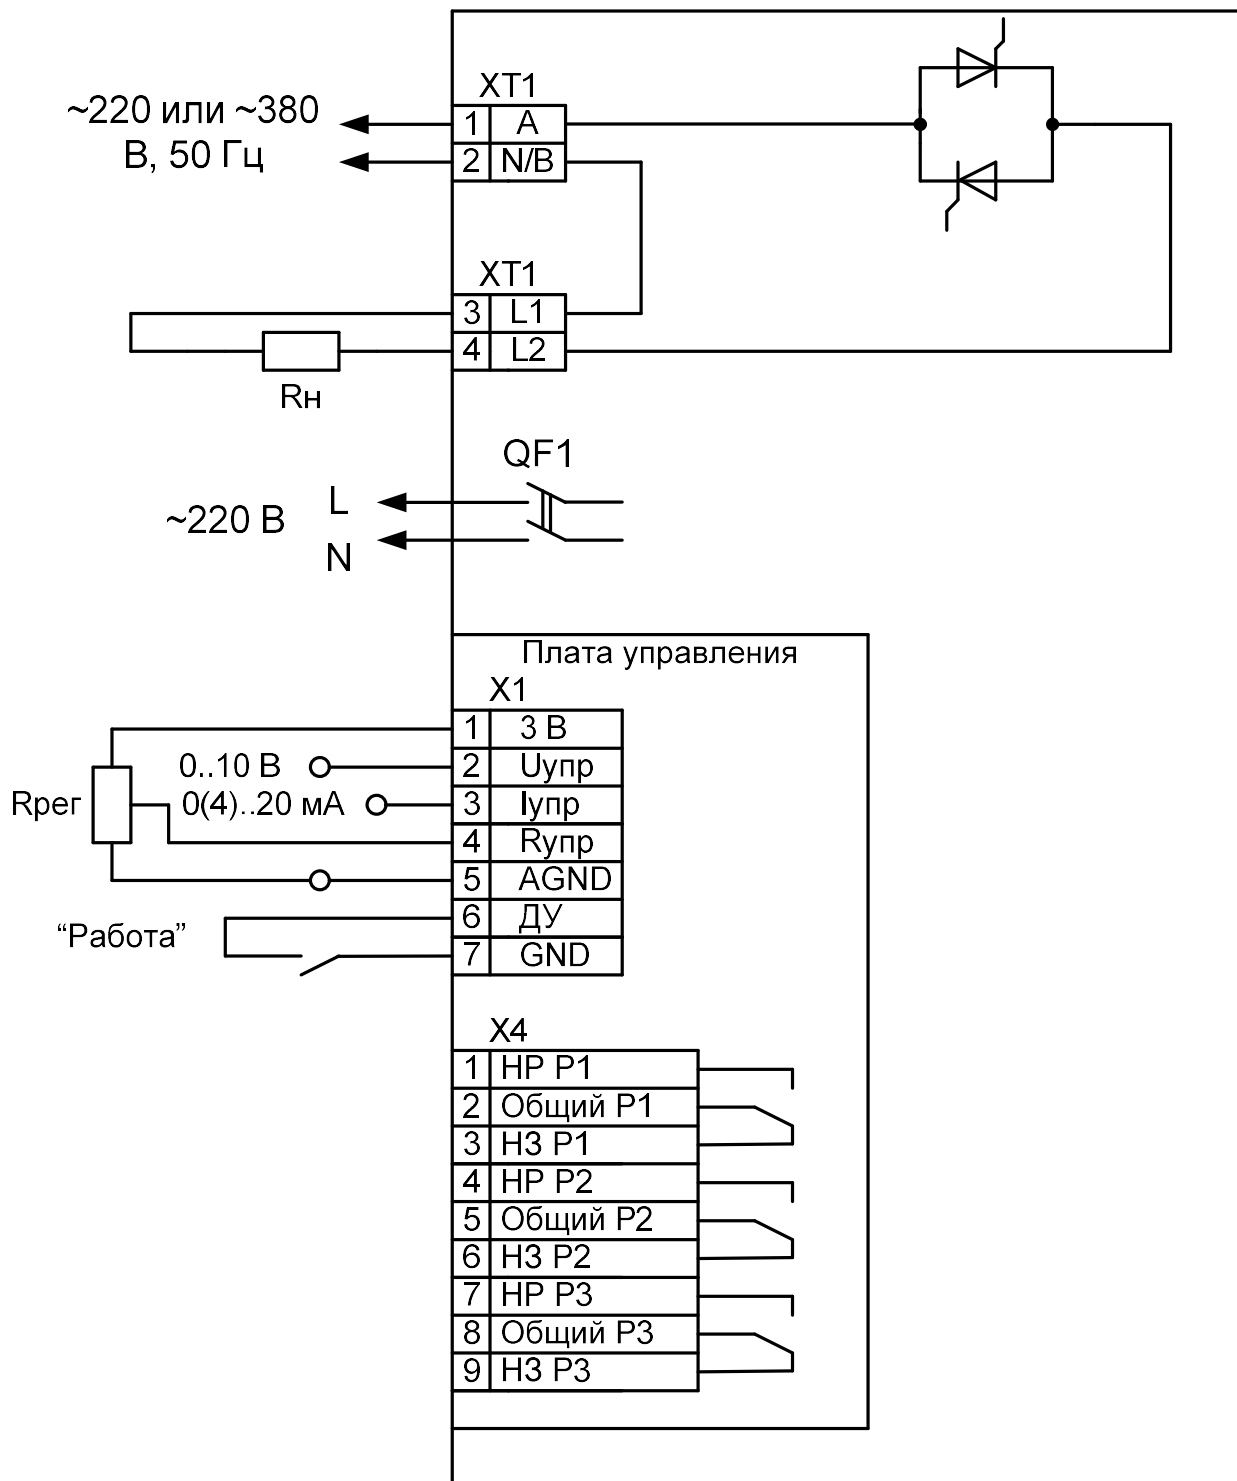 XT1
~220 или ~380
В, 50 Гц
1 A
2 N/B
XT1
3 L1
4 L2
Rн
QF1
~220 В
L
N
Плата управления
X1
1 3 В
0..10 В 2 Uупр
Rрег 0(4)..20 мА 3 Iупр
4 Rупр
5 AGND
6 ДУ
“Работа”
7 GND
X4
1 НР Р1
2 Общий Р1
3 НЗ Р1
4 НР Р2
5 Общий Р2
6 НЗ Р2
7 НР Р3
8 Общий Р3
9 НЗ Р3